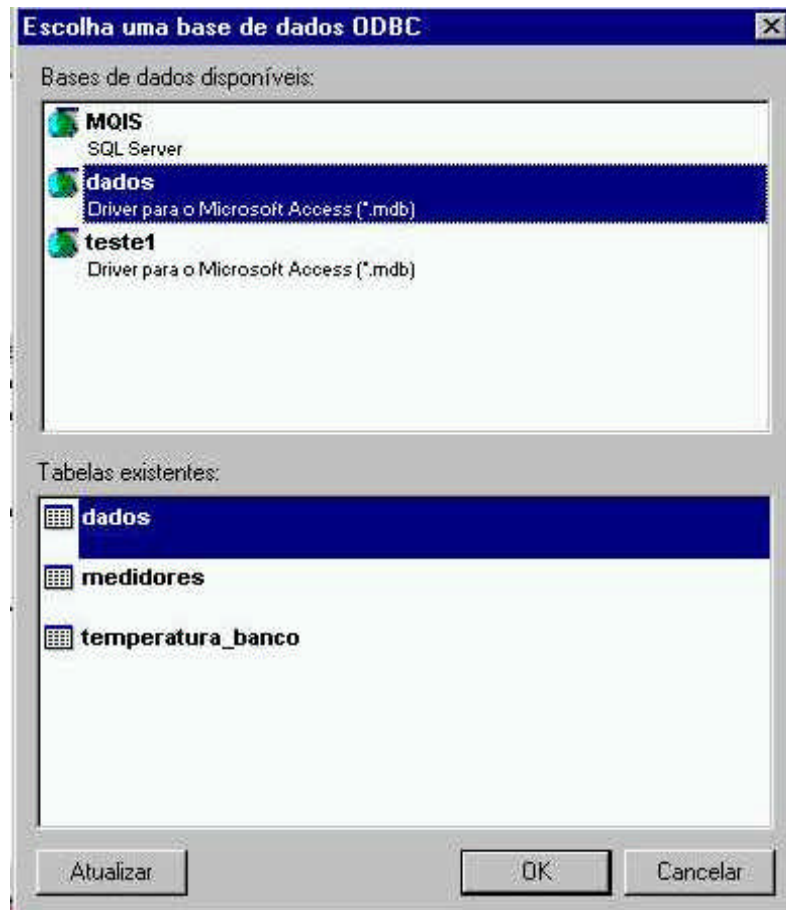 Escolha uma base de dados ODBC
Bases de dados disponíveis:
MQIS
SQL Server
dados
Driver para o Microsoft Access (*.mdb)
teste1
Driver para o Microsoft Access (*.mdb)
Tabelas existentes:
dados
medidores
temperatura_banco
Atualizar OK Cancelar